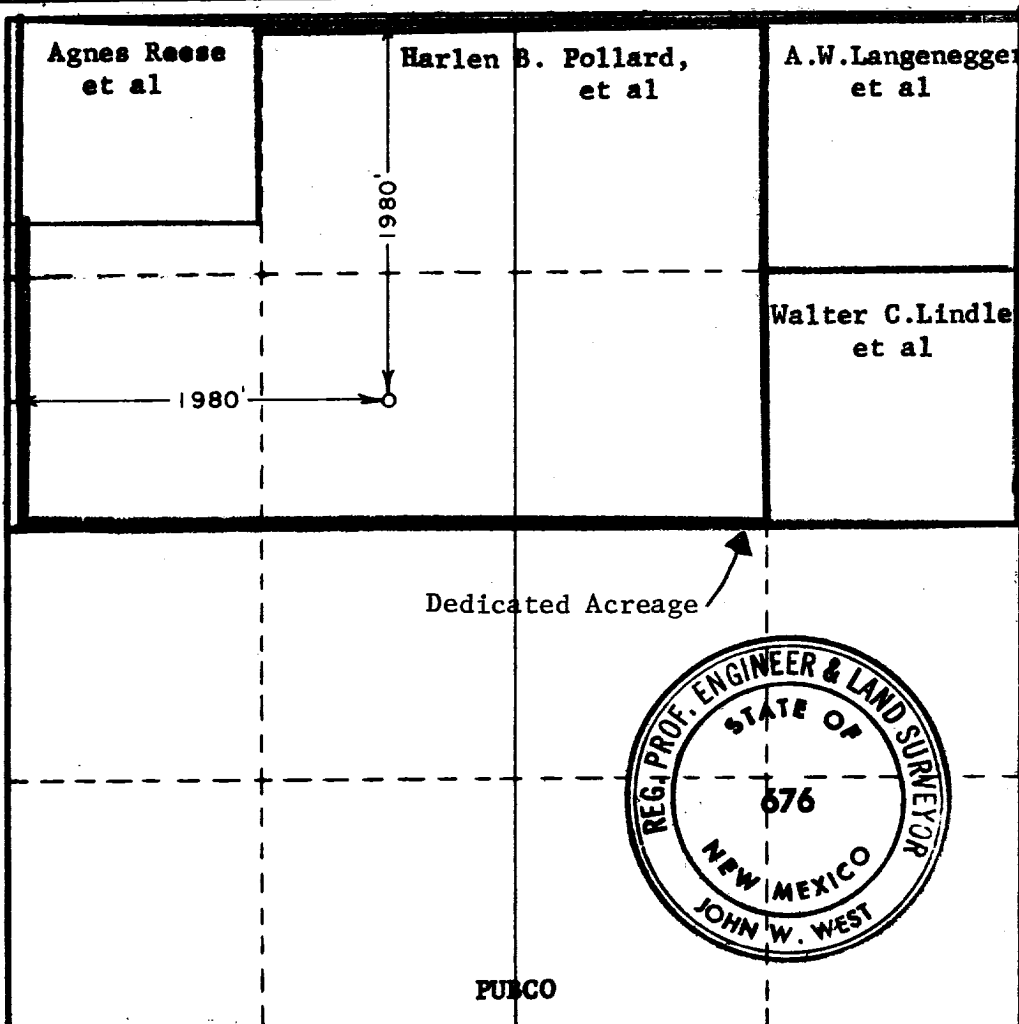 Agnes Reese
et al
Harlen B. Pollard,
et al
A.W.Langenegger
et al
1980'
Walter C.Lindle
et al
1980'
Dedicated Acreage
REG. PROF. ENGINEER & LAND SURVEYOR
STATE OF
676
NEW MEXICO
JOHN W. WEST
PUBCO